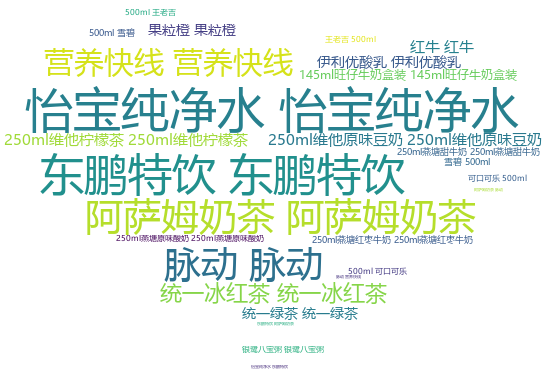 500ml 王老吉
500ml 雪碧
果粒橙 果粒橙
王老吉 500ml
红牛 红牛
营养快线 营养快线
伊利优酸乳 伊利优酸乳
145ml旺仔牛奶盒装 145ml旺仔牛奶盒装
怡宝纯净水 怡宝纯净水
250ml维他柠檬茶 250ml维他柠檬茶
250ml维他原味豆奶 250ml维他原味豆奶
250ml燕塘甜牛奶 250ml燕塘甜牛奶
雪碧 500ml
东鹏特饮 东鹏特饮
可口可乐 500ml
阿萨姆奶茶 阿萨姆奶茶
250ml燕塘原味酸奶 250ml燕塘原味酸奶
250ml燕塘红枣牛奶 250ml燕塘红枣牛奶
脉动 脉动
500ml 可口可乐
统一冰红茶 统一冰红茶
统一绿茶 统一绿茶
银鹭八宝粥 银鹭八宝粥
怡宝纯净水 东鹏特饮